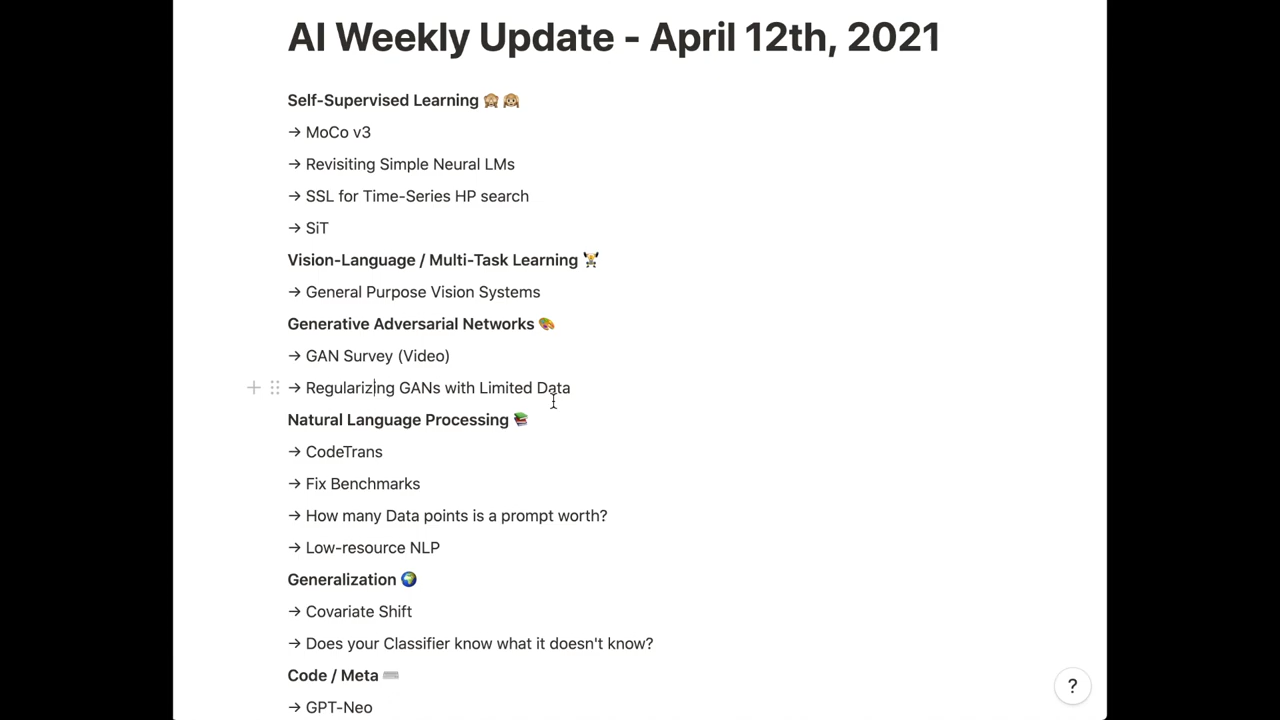 AI Weekly Update - April 12th, 2021
Self-Supervised Learning 🙈 🐵
→ MoCo v3
→ Revisiting Simple Neural LMs
→ SSL for Time-Series HP search
→ SiT
Vision-Language / Multi-Task Learning 🏋
→ General Purpose Vision Systems
Generative Adversarial Networks 🎨
→ GAN Survey (Video)
→ Regularizing GANs with Limited Data
Natural Language Processing 📚
→ CodeTrans
→ Fix Benchmarks
→ How many Data points is a prompt worth?
→ Low-resource NLP
Generalization 🌍
→ Covariate Shift
→ Does your Classifier know what it doesn't know?
Code / Meta ⌨️
→ GPT-Neo
?